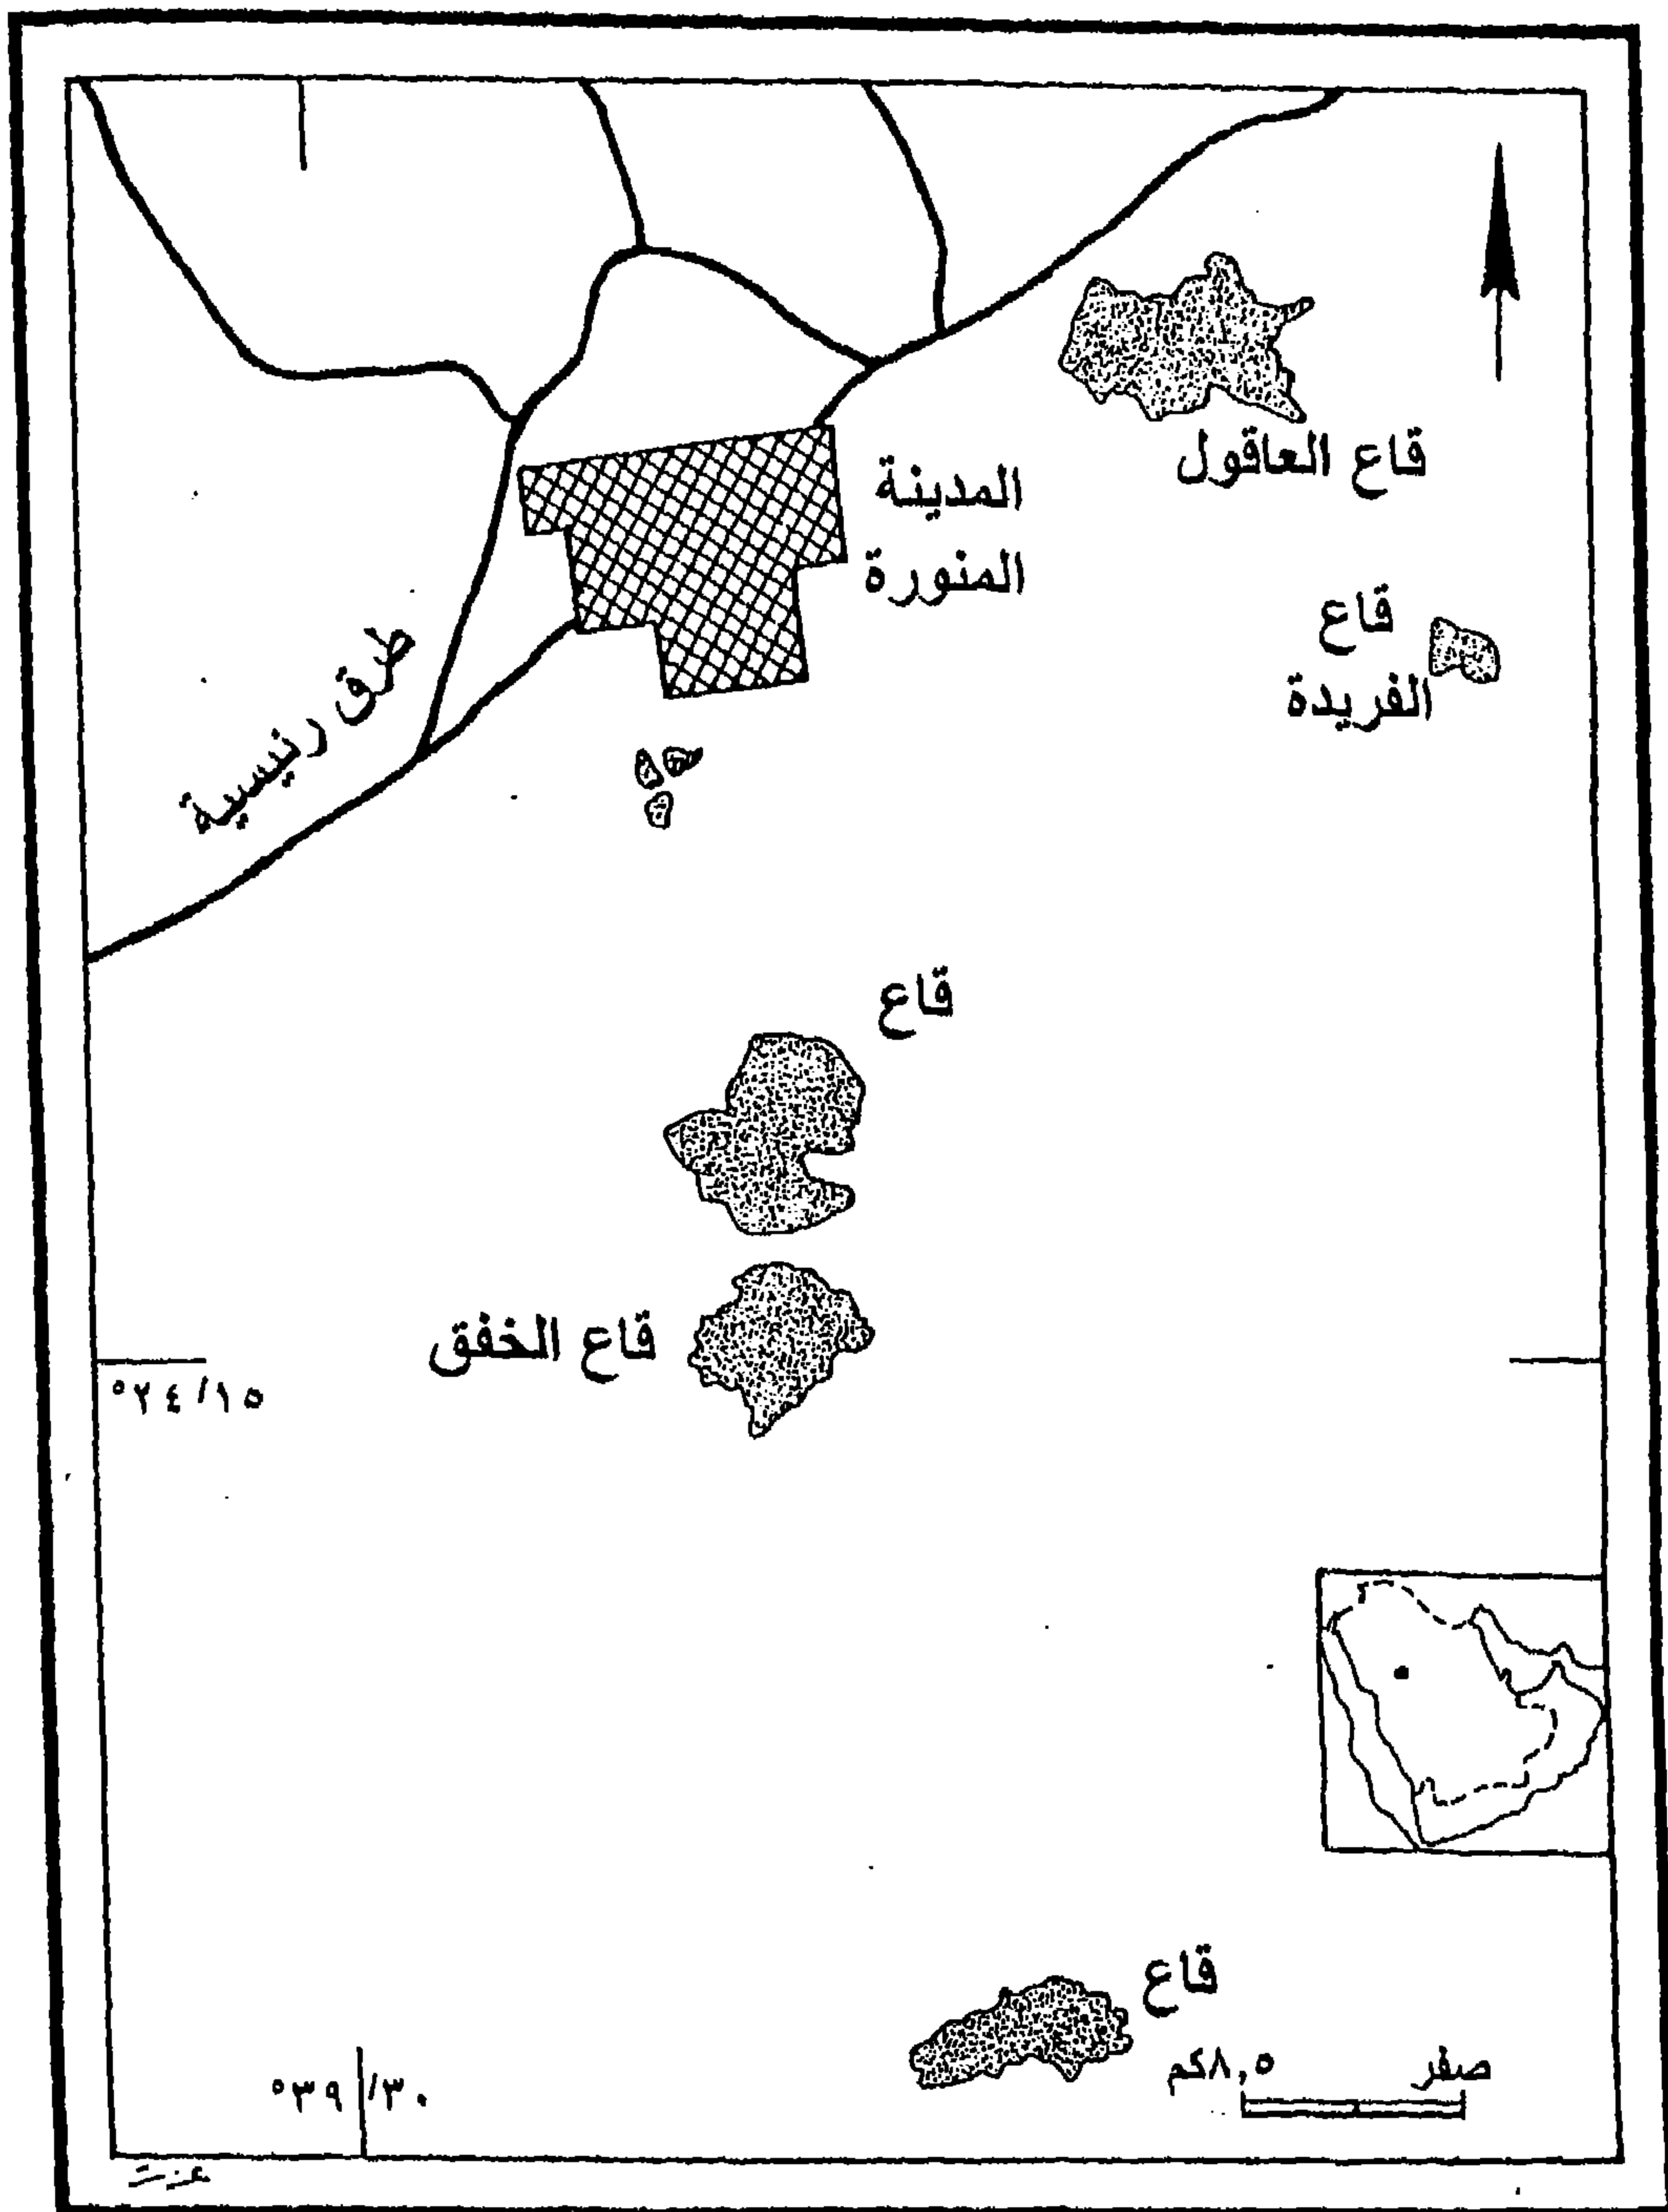 قاع العاقول
المدينة
المنورة
قاع
الفريدة
طرق رئيسية
قاع
قاع الخفق
°٢٤/١٥
قاع
٨,٥كم
صفر
°٣٩/٣٠
عزت